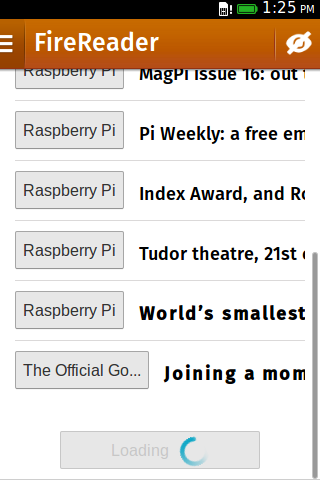 1:25 PM
FireReader
Raspberry Pi MagPi Issue 16: out
Raspberry Pi Pi Weekly: a free em
Raspberry Pi Index Award, and Ro
Raspberry Pi Tudor theatre, 21st
Raspberry Pi World's smallest
The Official Go... Joining a mom
Loading